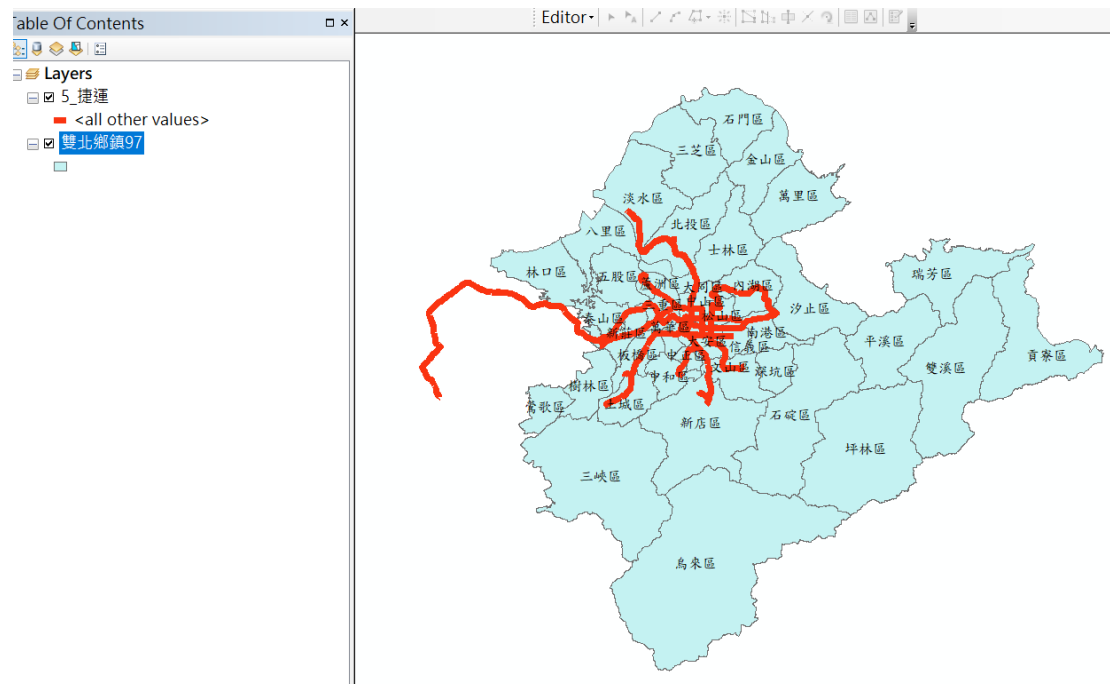 Table Of Contents
Editor
Layers
5_捷運
<all other values>
雙北鄉鎮97
石門區
三芝區
金山區
萬里區
淡水區
北投區
八里區
士林區
林口區
五股區
蘆洲區
大同區
內湖區
瑞芳區
三重區
中山區
汐止區
泰山區
松山區
新莊區
萬華區
南港區
大安區
信義區
平溪區
板橋區
中正區
貢寮區
文山區
深坑區
雙溪區
中和區
樹林區
鶯歌區
土城區
石碇區
新店區
坪林區
三峽區
烏來區